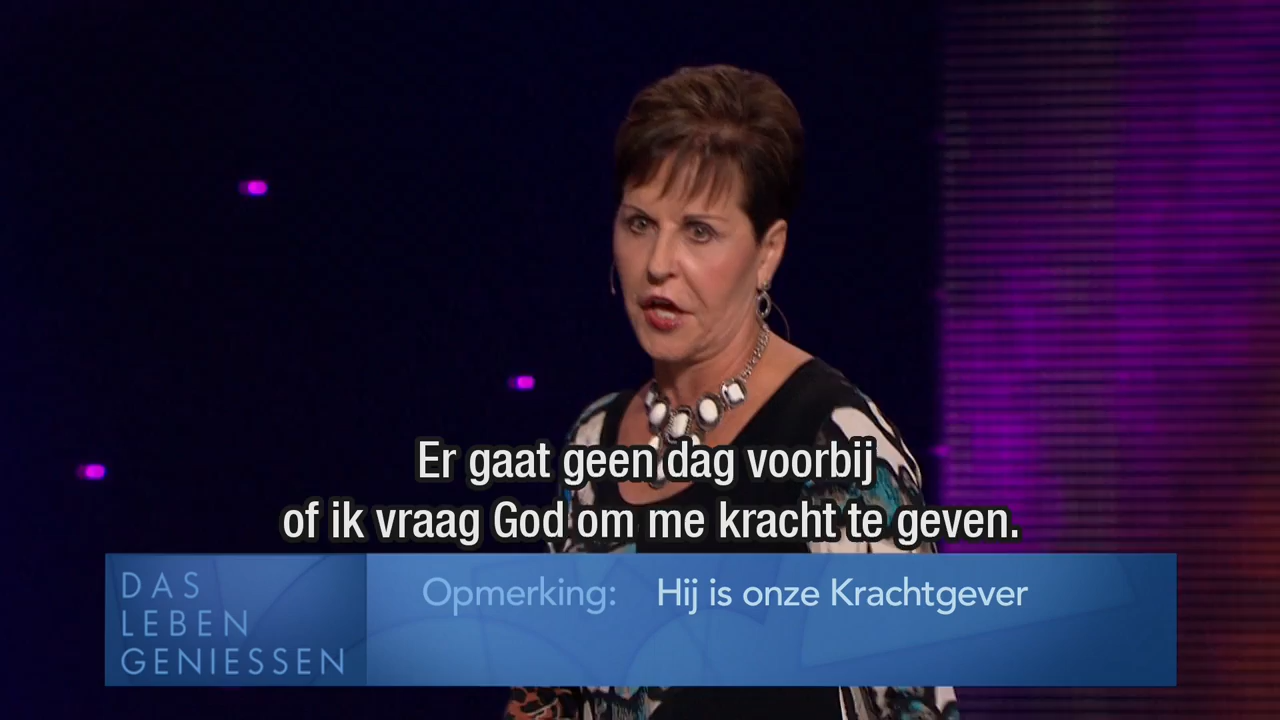 Er gaat geen dag voorbij
of ik vraag God om me kracht te geven.
DAS
LEBEN
GENIESSEN
Opmerking: Hij is onze Krachtgever